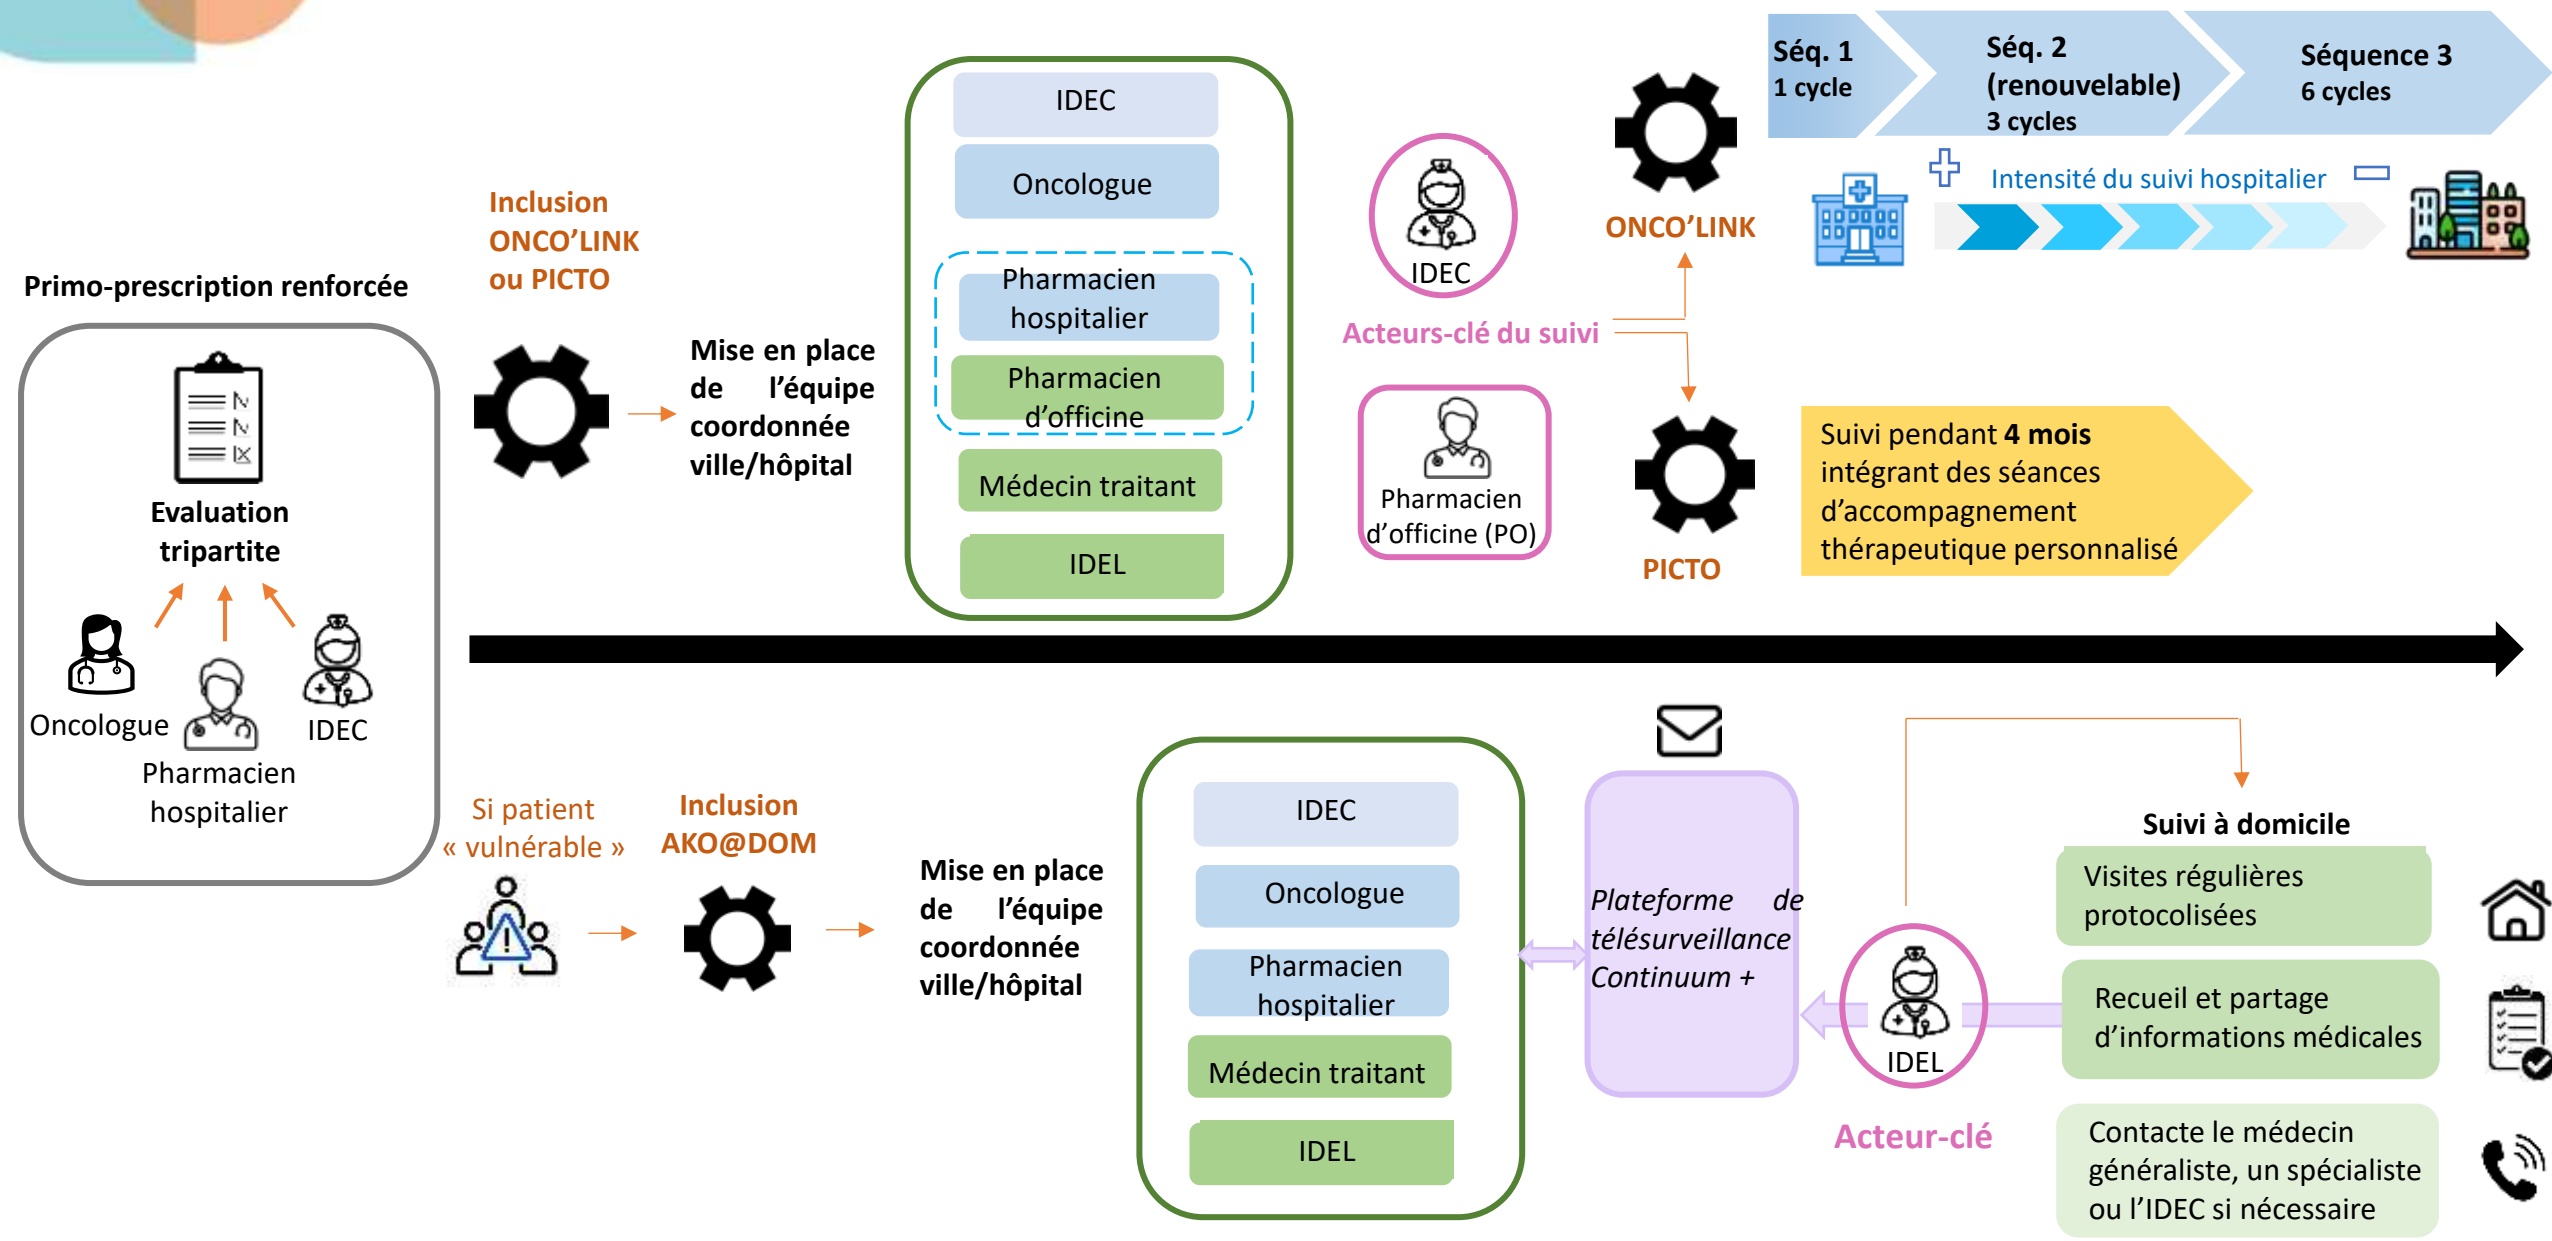 Primo-prescription renforcée
Evaluation
tripartite
Oncologue
Pharmacien
hospitalier
IDEC
Inclusion
ONCO’LINK
ou PICTO
Mise en place
de l’équipe
coordonnée
ville/hôpital
IDEC
Oncologue
Pharmacien
hospitalier
Pharmacien
d’officine
Médecin traitant
IDEL
IDEC
Acteurs-clé du suivi
Pharmacien
d’officine (PO)
ONCO’LINK
PICTO
Séq. 1
1 cycle
Séq. 2
(renouvelable)
3 cycles
Séquence 3
6 cycles
Intensité du suivi hospitalier
Suivi pendant 4 mois
intégrant des séances
d’accompagnement
thérapeutique personnalisé
Si patient
« vulnérable »
Inclusion
AKO@DOM
Mise en place
de l’équipe
coordonnée
ville/hôpital
IDEC
Oncologue
Pharmacien
hospitalier
Médecin traitant
IDEL
Plateforme de
télésurveillance
Continuum +
IDEL
Acteur-clé
Suivi à domicile
Visites régulières
protocolisées
Recueil et partage
d’informations médicales
Contacte le médecin
généraliste, un spécialiste
ou l’IDEC si nécessaire